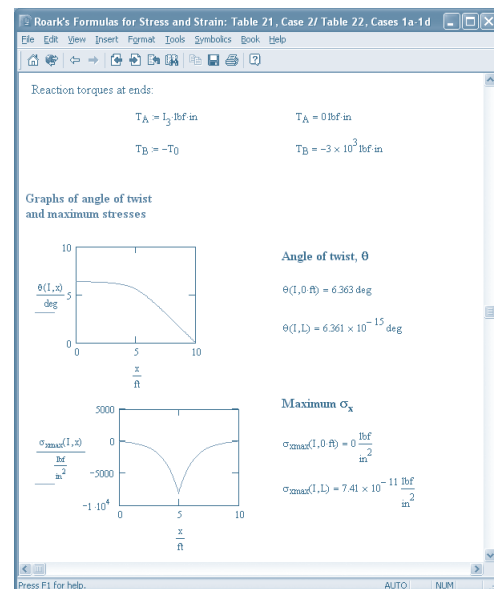 Roark's Formulas for Stress and Strain: Table 21, Case 2/ Table 22, Cases 1a-1d
File Edit View Insert Format Tools Symbolics Book Help
Reaction torques at ends:
T_A := I_3·lbf·in T_A = 0 lbf·in
T_B := -T_0 T_B = -3 × 10^3 lbf·in
Graphs of angle of twist
and maximum stresses
10
5
0
θ(I,x)
deg
0 5 10
x
ft
Angle of twist, θ
θ(I,0·ft) = 6.363 deg
θ(I,L) = 6.361 × 10^-15 deg
5000
0
-5000
-1·10^4
σ_xmax(I,x)
lbf
in^2
0 5 10
x
ft
Maximum σ_x
σ_xmax(I,0·ft) = 0 lbf/in^2
σ_xmax(I,L) = 7.41 × 10^-11 lbf/in^2
Press F1 for help. AUTO NUM